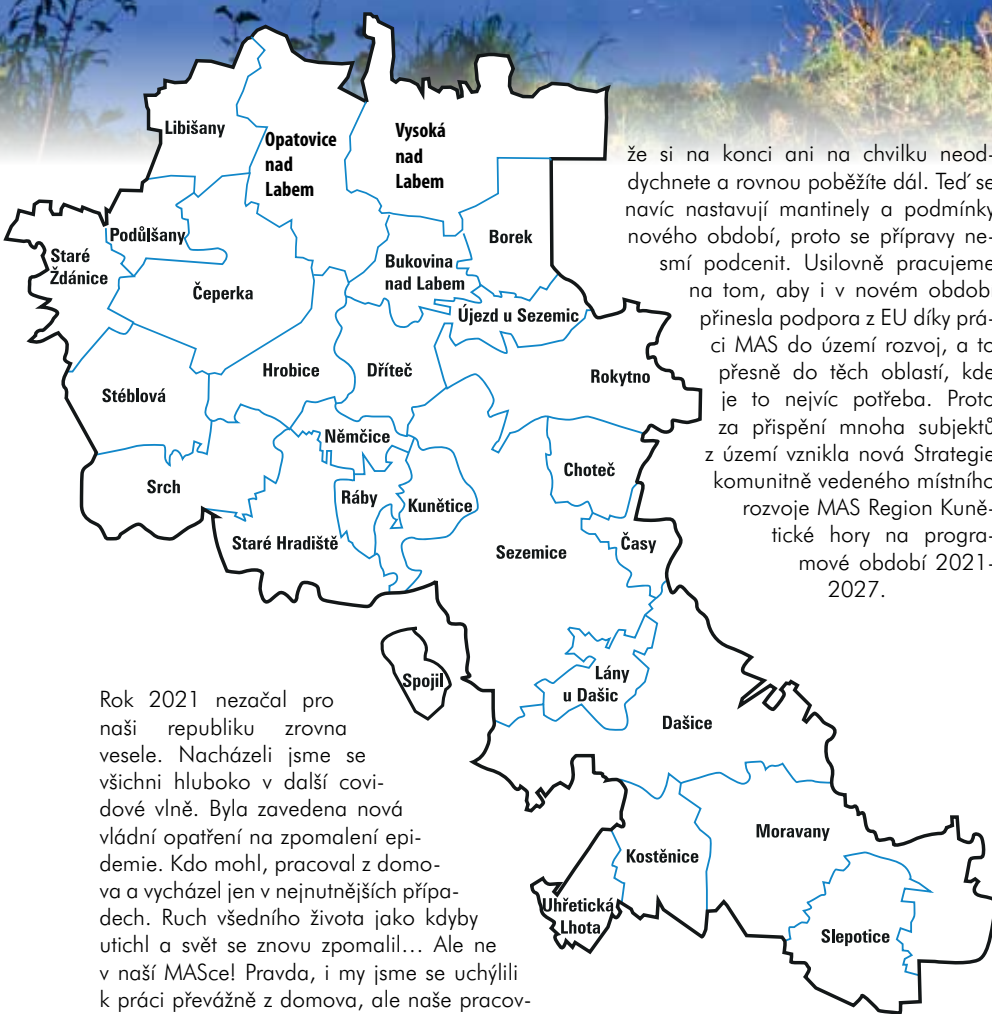 Libišany
Opatovice
nad
Labem
Vysoká
nad
Labem
Podůlšany
Staré
Ždánice
Čeperka
Bukovina
nad Labem
Borek
Újezd u Sezemic
Stéblová
Hrobice
Dříteč
Rokytno
Němčice
Srch
Ráby
Kunětice
Choteč
Staré Hradiště
Sezemice
Časy
Spojil
Lány
u Dašic
Dašice
Moravany
Kostěnice
Uhřetická
Lhota
Slepotice
Rok 2021 nezačal pro
naši republiku zrovna
vesele. Nacházeli jsme se
všichni hluboko v další covi-
dové vlně. Byla zavedena nová
vládní opatření na zpomalení epi-
demie. Kdo mohl, pracoval z domo-
va a vycházel jen v nejnutnějších přípa-
dech. Ruch všedního života jako kdyby
utichl a svět se znovu zpomalil… Ale ne
v naší MASce! Pravda, i my jsme se uchýlili
k práci převážně z domova, ale naše pracov-
že si na konci ani na chvilku neod-
dychnete a rovnou poběžíte dál. Teď se
navíc nastavují mantinely a podmínky
nového období, proto se přípravy ne-
smí podcenit. Usilovně pracujeme
na tom, aby i v novém období
přinesla podpora z EU díky prá-
ci MAS do území rozvoj, a to
přesně do těch oblastí, kde
je to nejvíc potřeba. Proto
za přispění mnoha subjektů
z území vznikla nová Strategie
komunitně vedeného místního
rozvoje MAS Region Kuně-
tické hory na progra-
mové období 2021-
2027.